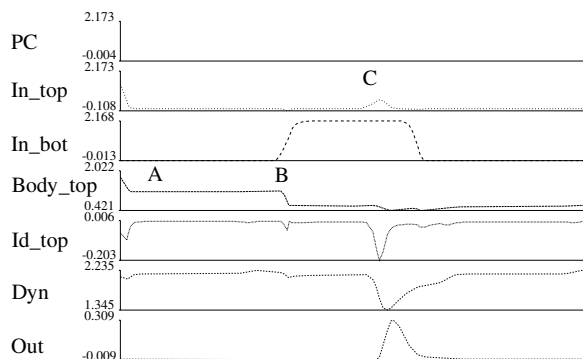 2.173
PC
-0.004
2.173
C
In_top
-0.108
2.168
In_bot
-0.013
2.022
A B
Body_top
0.421
0.006
Id_top
-0.203
2.235
Dyn
1.345
0.309
Out
-0.009